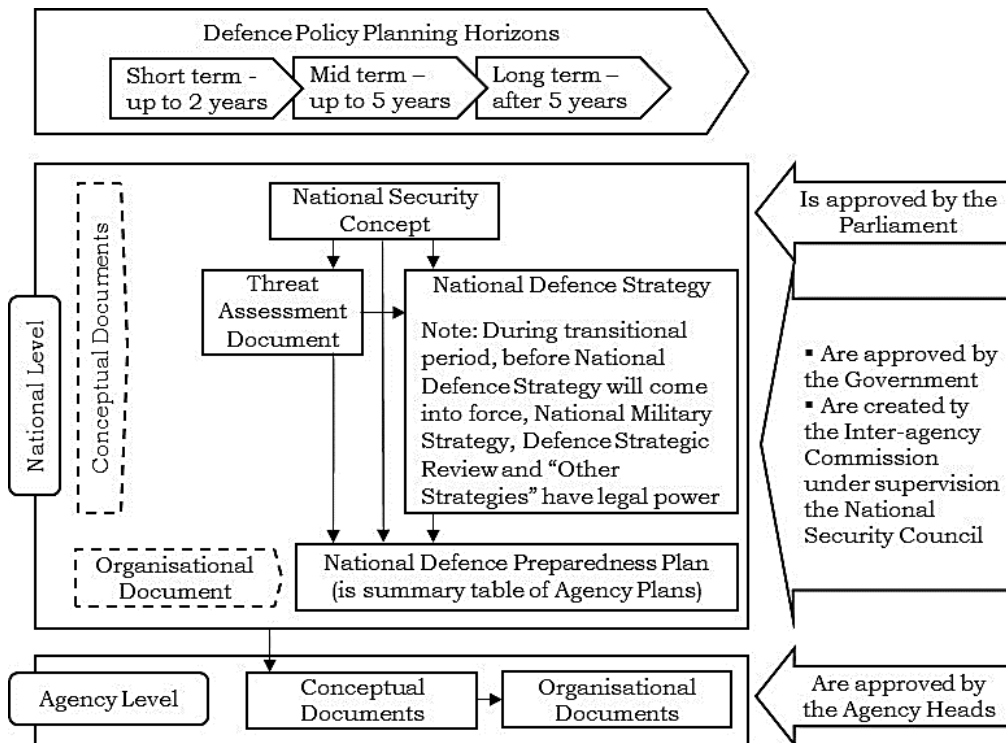 Defence Policy Planning Horizons
Short term -
up to 2 years
Mid term –
up to 5 years
Long term –
after 5 years
National Level
Conceptual Documents
National Security
Concept
Threat
Assessment
Document
National Defence Strategy
Note: During transitional
period, before National
Defence Strategy will come
into force, National Military
Strategy, Defence Strategic
Review and “Other
Strategies” have legal power
Organisational
Document
National Defence Preparedness Plan
(is summary table of Agency Plans)
Is approved by the
Parliament
▪ Are approved by
the Government
▪ Are created ty
the Inter-agency
Commission
under supervision
the National
Security Council
Agency Level
Conceptual
Documents
Organisational
Documents
Are approved by
the Agency Heads